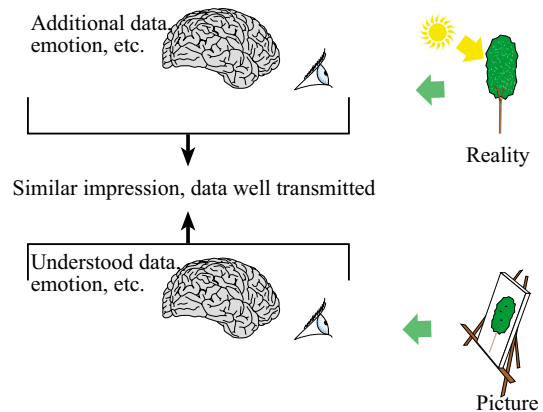 Additional data,
emotion, etc.
Reality
Similar impression, data well transmitted
Understood data,
emotion, etc.
Picture